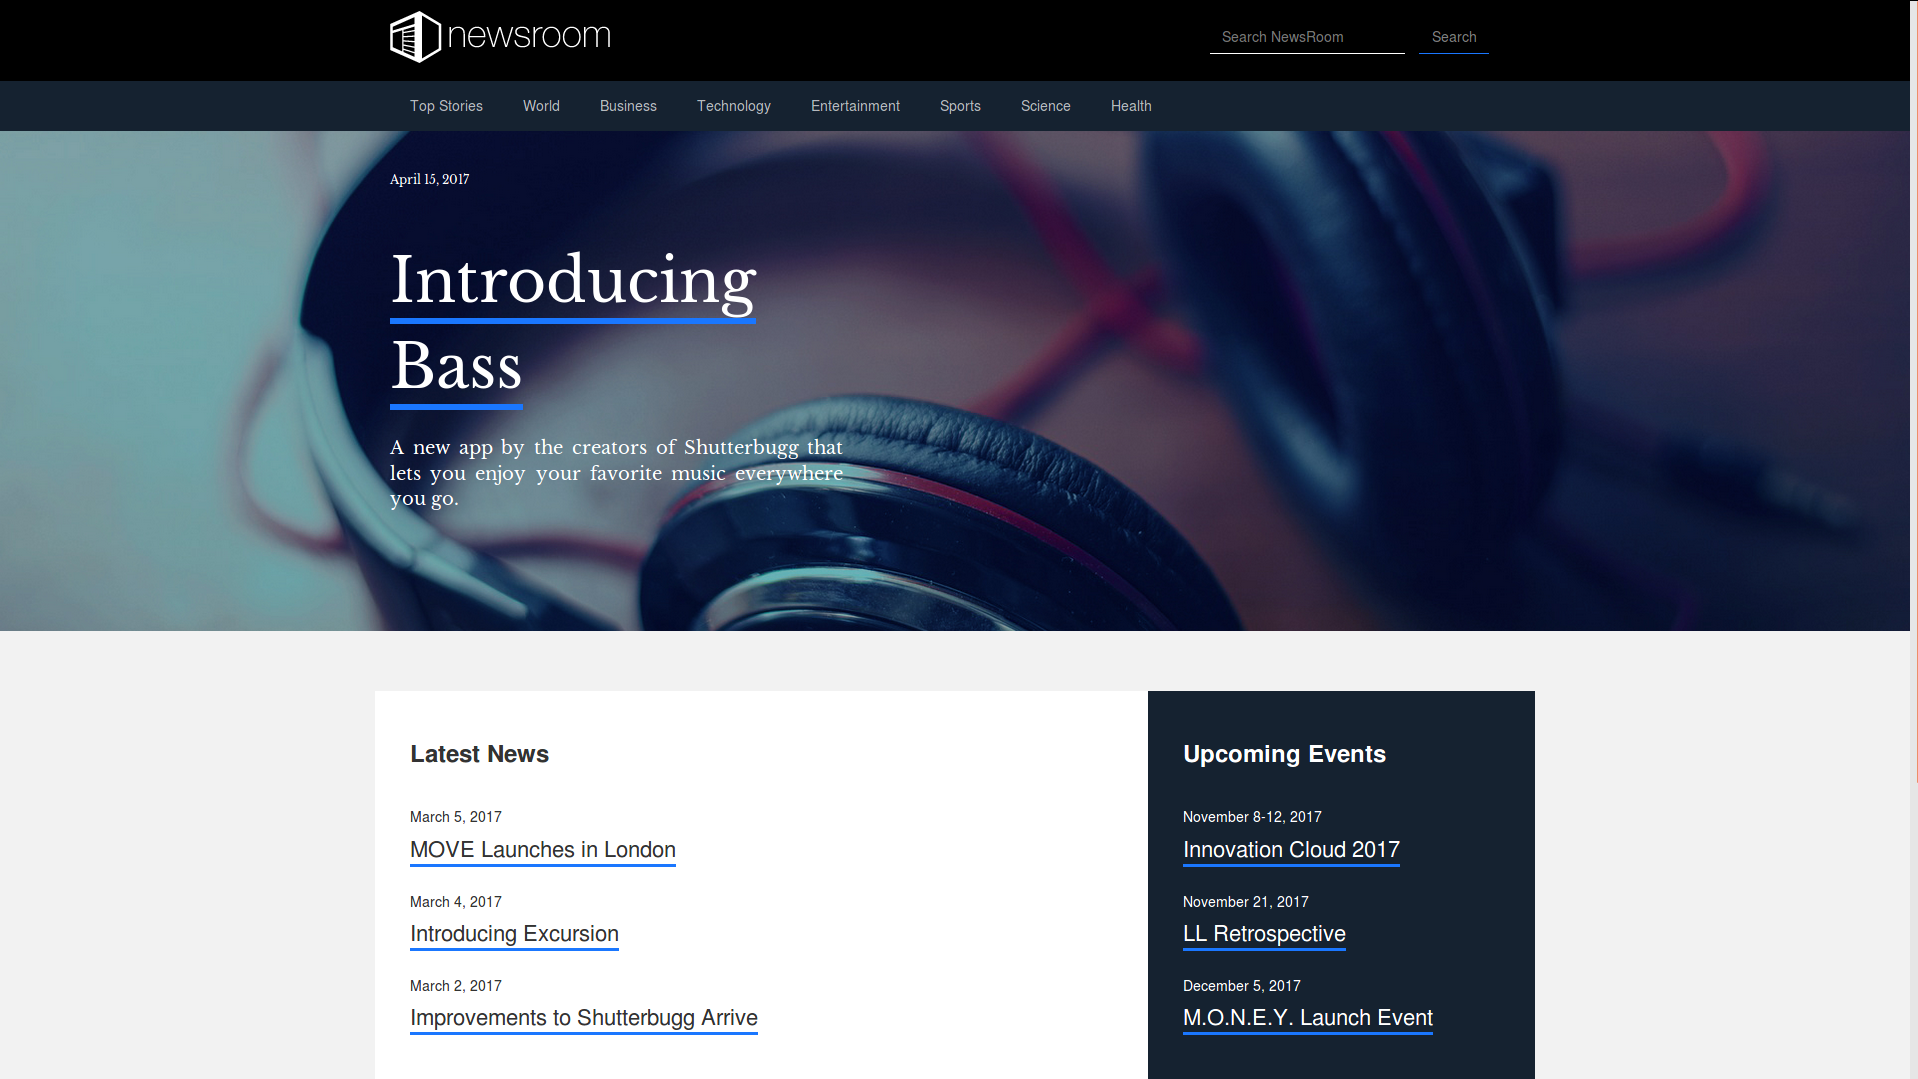 newsroom
Search NewsRoom
Search
Top Stories
World
Business
Technology
Entertainment
Sports
Science
Health
April 15, 2017
Introducing
Bass
A new app by the creators of Shutterbugg that
lets you enjoy your favorite music everywhere
you go.
Latest News
March 5, 2017
MOVE Launches in London
March 4, 2017
Introducing Excursion
March 2, 2017
Improvements to Shutterbugg Arrive
Upcoming Events
November 8-12, 2017
Innovation Cloud 2017
November 21, 2017
LL Retrospective
December 5, 2017
M.O.N.E.Y. Launch Event